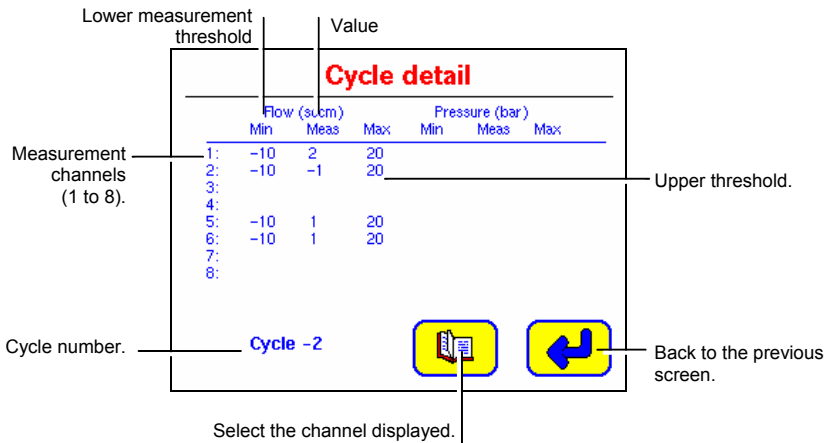 Lower measurement
threshold
Value
Cycle detail
Flow (sccm) Pressure (bar)
Min Meas Max Min Meas Max
Measurement
channels
(1 to 8).
1: -10 2 20
2: -10 -1 20
3:
4:
5: -10 1 20
6: -10 1 20
7:
8:
Upper threshold.
Cycle number.
Cycle -2
Back to the previous
screen.
Select the channel displayed.